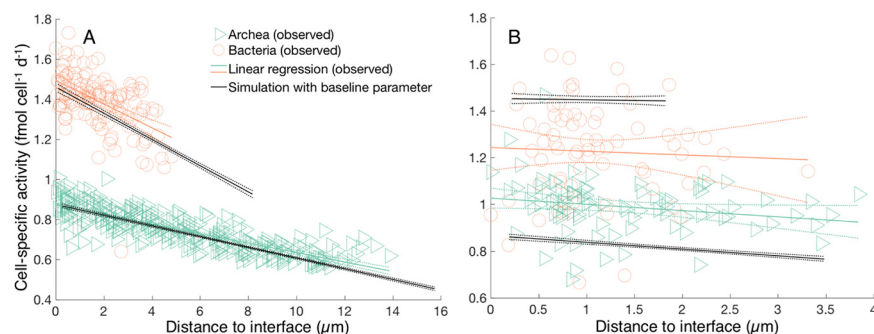 A
Archea (observed)
Bacteria (observed)
Linear regression (observed)
Simulation with baseline parameter
Cell-specific activity (fmol cell⁻¹ d⁻¹)
1.8
1.6
1.4
1.2
1
0.8
0.6
0.4
0 2 4 6 8 10 12 14 16
Distance to interface (μm)
B
1.8
1.6
1.4
1.2
1
0.8
0.6
0 0.5 1 1.5 2 2.5 3 3.5 4
Distance to interface (μm)